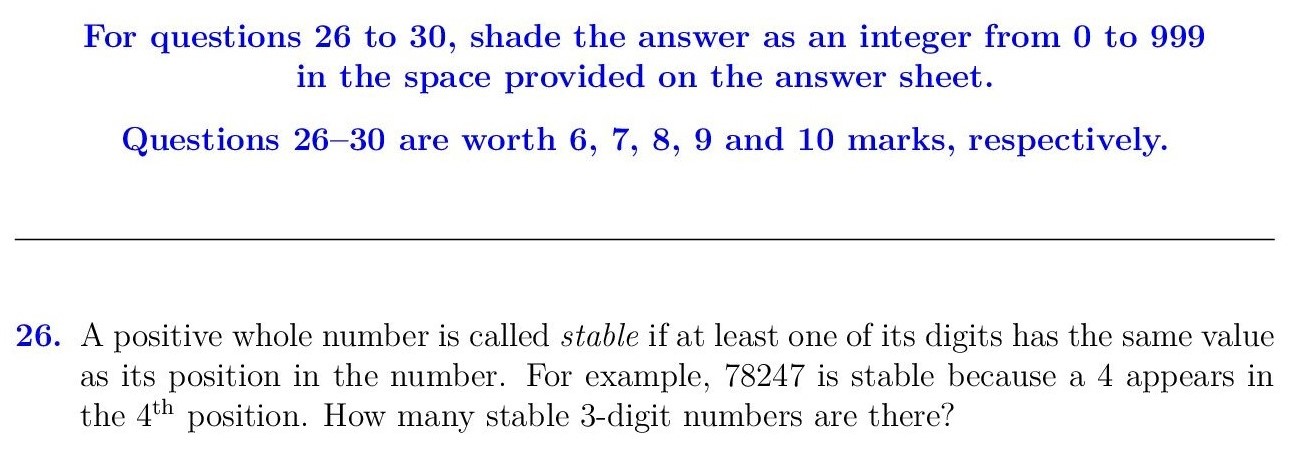 For questions 26 to 30, shade the answer as an integer from 0 to 999
in the space provided on the answer sheet.
Questions 26–30 are worth 6, 7, 8, 9 and 10 marks, respectively.
26. A positive whole number is called stable if at least one of its digits has the same value
as its position in the number. For example, 78247 is stable because a 4 appears in
the 4th position. How many stable 3-digit numbers are there?